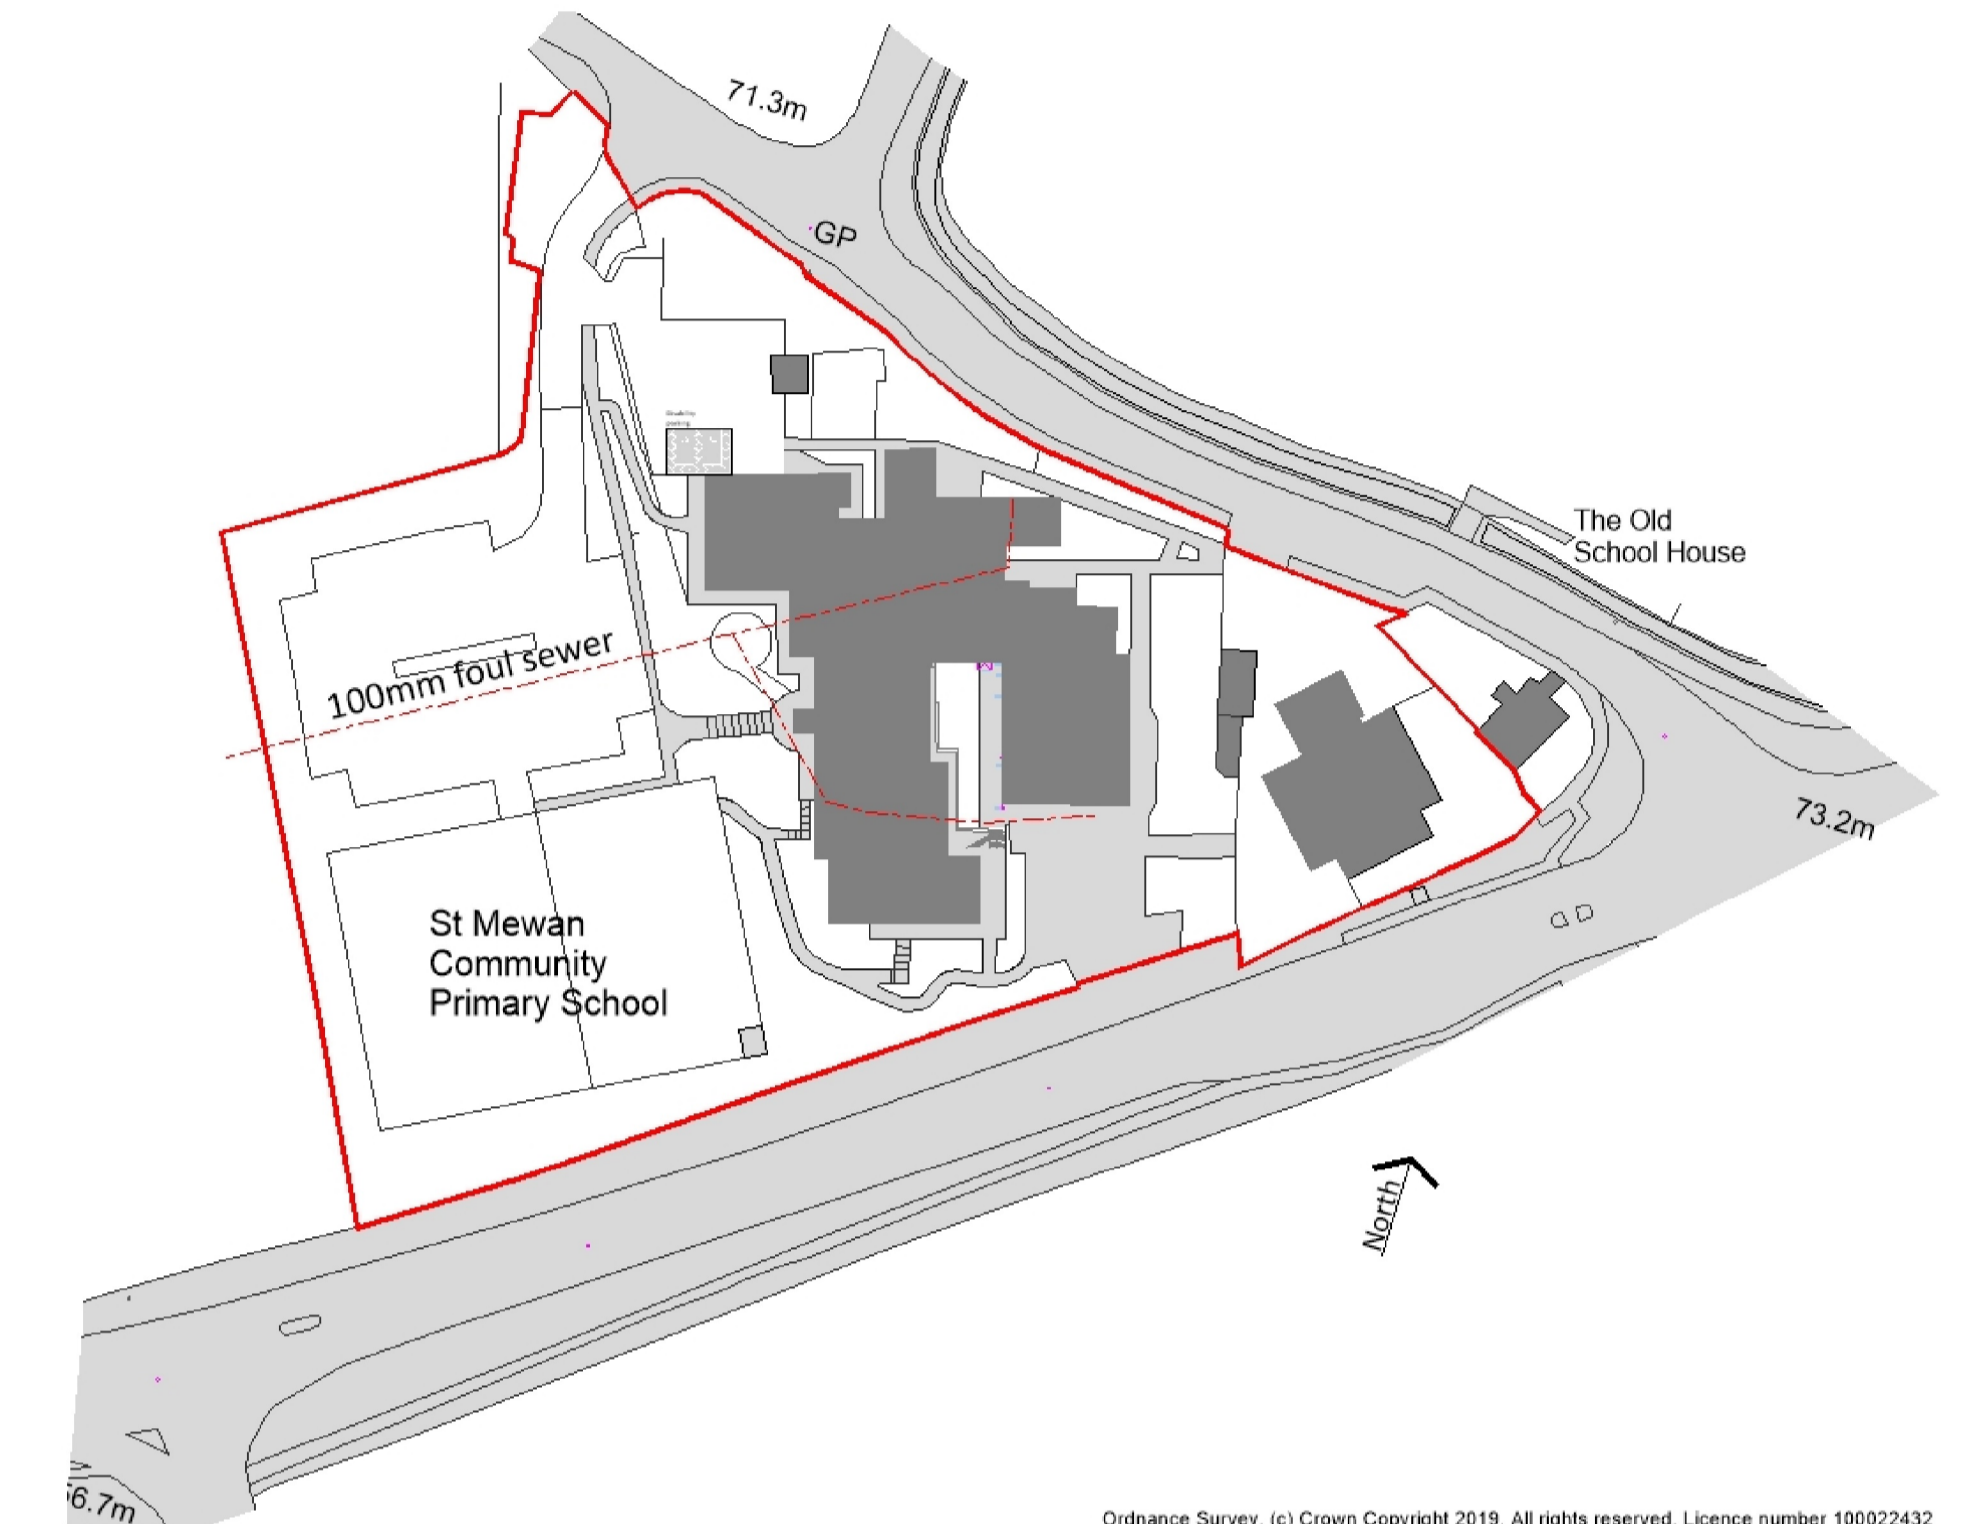 71.3m
GP
The Old
School House
100mm foul sewer
73.2m
St Mewan
Community
Primary School
North
6.7m
Ordnance Survey, (c) Crown Copyright 2019. All rights reserved. Licence number 100022432